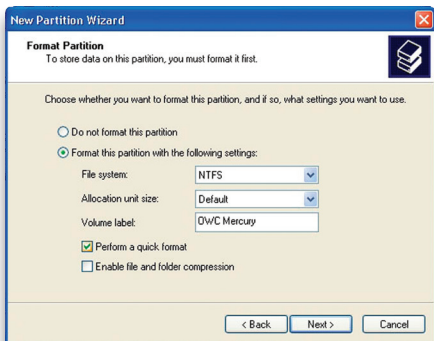 New Partition Wizard
Format Partition
To store data on this partition, you must format it first.
Choose whether you want to format this partition, and if so, what settings you want to use.
Do not format this partition
Format this partition with the following settings:
File system: NTFS
Allocation unit size: Default
Volume label: OWC Mercury
Perform a quick format
Enable file and folder compression
< Back Next > Cancel